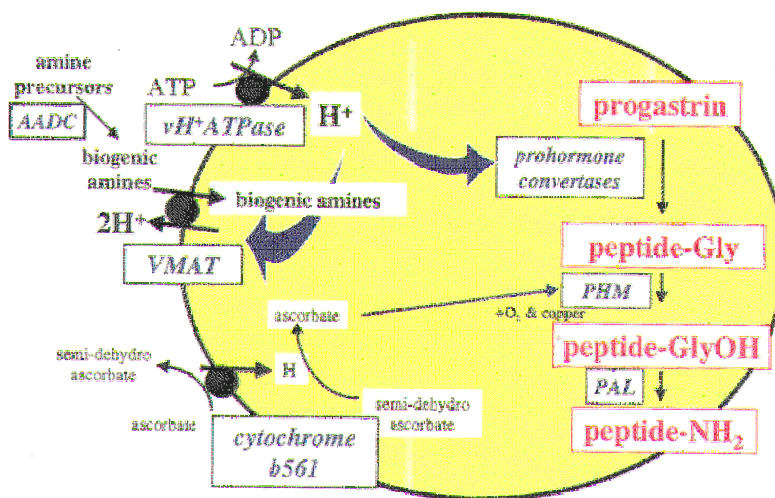 ADP
amine
precursors
ATP
AADC
vH⁺ATPase
H⁺
progastrin
biogenic
amines
prohormone
convertases
biogenic amines
2H⁺
VMAT
peptide-Gly
PHM
ascorbate
+O₂ & copper
peptide-GlyOH
semi-dehydro
ascorbate
H
PAL
semi-dehydro
ascorbate
ascorbate
peptide-NH₂
cytochrome
b561